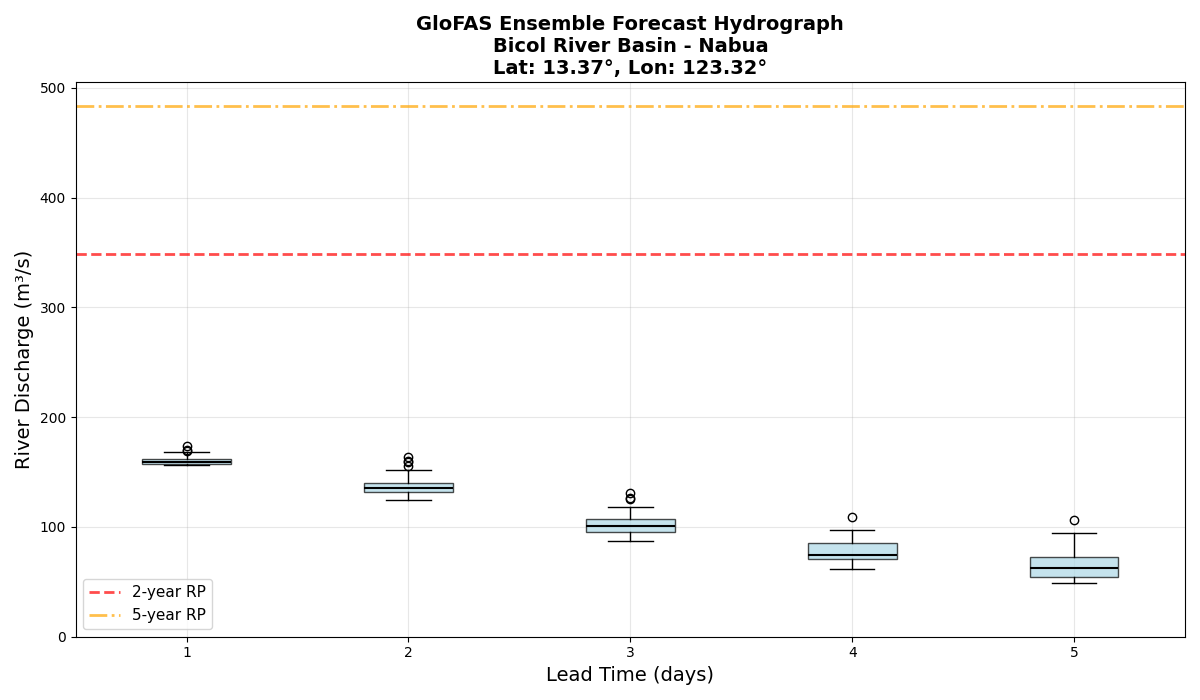 GloFAS Ensemble Forecast Hydrograph
Bicol River Basin - Nabua
Lat: 13.37°, Lon: 123.32°
River Discharge (m³/s)
500
400
300
200
100
0
2-year RP
5-year RP
1 2 3 4 5
Lead Time (days)